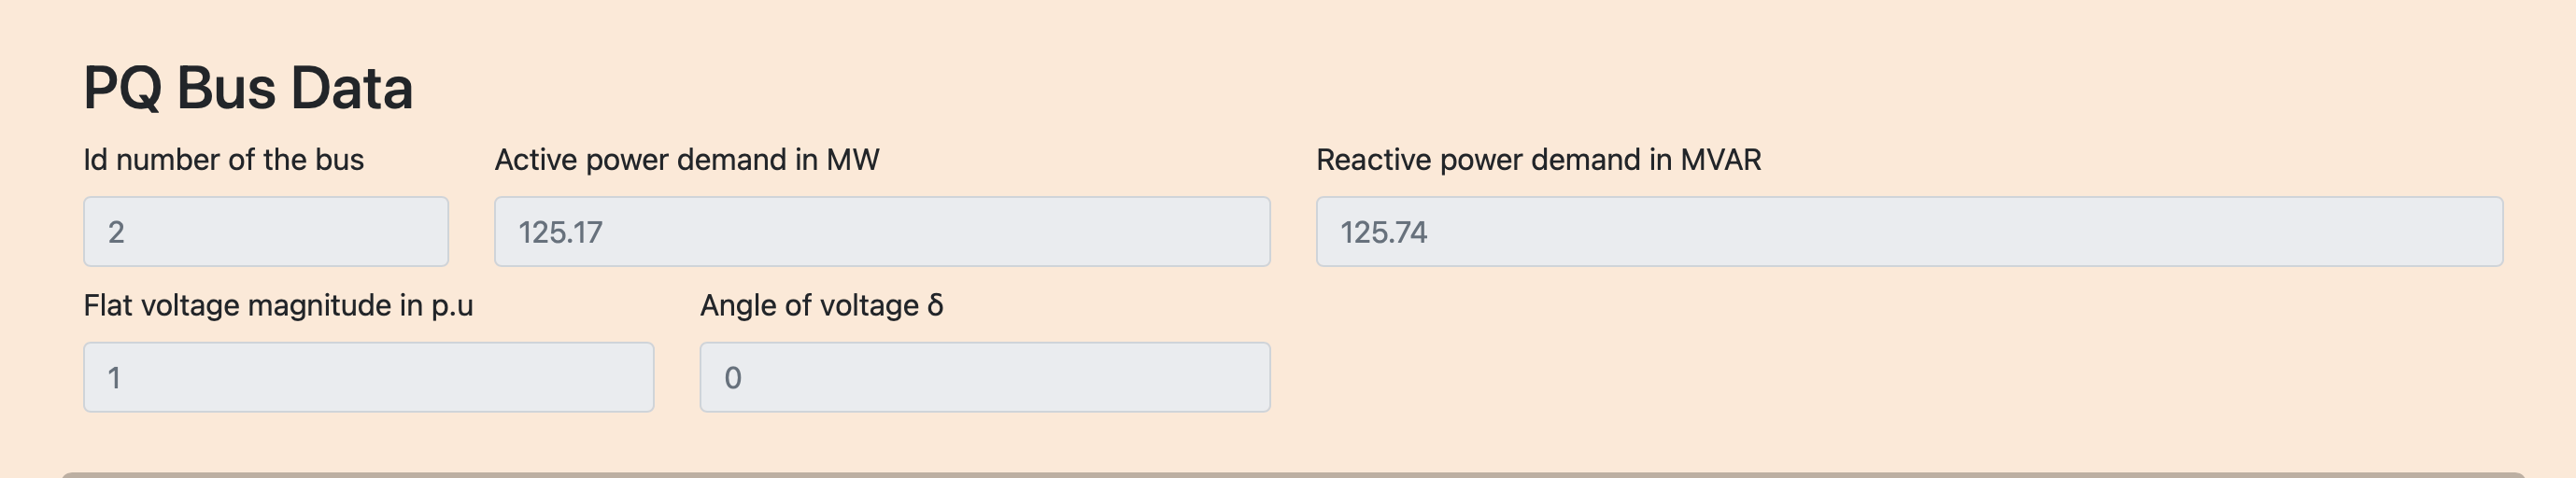 PQ Bus Data
Id number of the bus Active power demand in MW Reactive power demand in MVAR
2 125.17 125.74
Flat voltage magnitude in p.u Angle of voltage δ
1 0